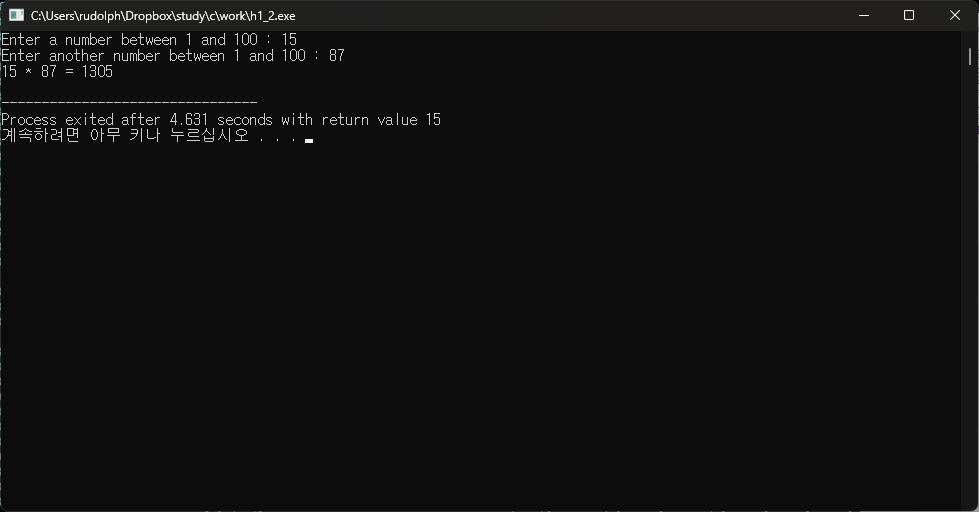 C:\Users\rudolph\Dropbox\study\c\work\h1_2.exe
Enter a number between 1 and 100 : 15
Enter another number between 1 and 100 : 87
15 * 87 = 1305
--------------------------------
Process exited after 4.631 seconds with return value 15
계속하려면 아무 키나 누르십시오 . . .